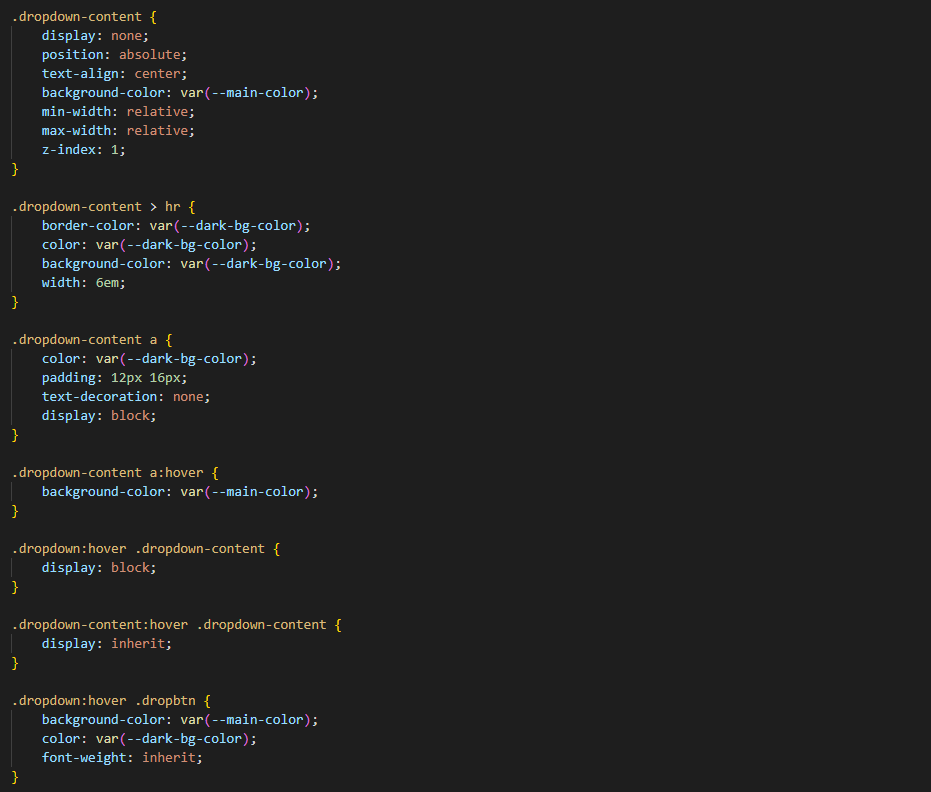 .dropdown-content {
    display: none;
    position: absolute;
    text-align: center;
    background-color: var(--main-color);
    min-width: relative;
    max-width: relative;
    z-index: 1;
}

.dropdown-content > hr {
    border-color: var(--dark-bg-color);
    color: var(--dark-bg-color);
    background-color: var(--dark-bg-color);
    width: 6em;
}

.dropdown-content a {
    color: var(--dark-bg-color);
    padding: 12px 16px;
    text-decoration: none;
    display: block;
}

.dropdown-content a:hover {
    background-color: var(--main-color);
}

.dropdown:hover .dropdown-content {
    display: block;
}

.dropdown-content:hover .dropdown-content {
    display: inherit;
}

.dropdown:hover .dropbtn {
    background-color: var(--main-color);
    color: var(--dark-bg-color);
    font-weight: inherit;
}